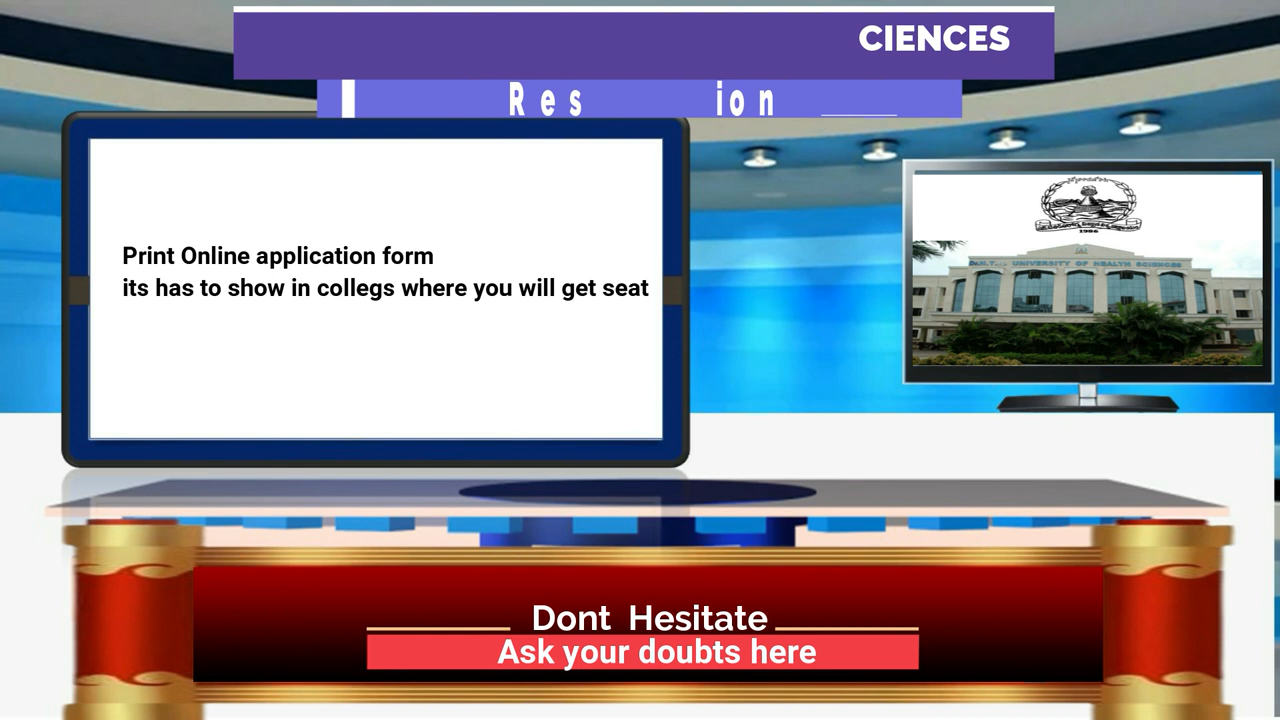 CIENCES
Res ion
Print Online application form
its has to show in collegs where you will get seat
UNIVERSITY OF HEALTH SCIENCES
1986
Dont Hesitate
Ask your doubts here